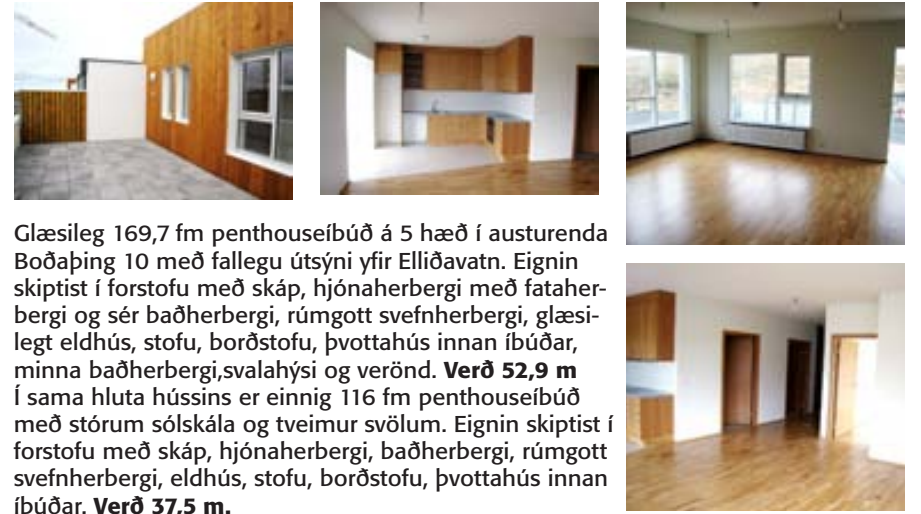 Glæsileg 169,7 fm penthouseíbúð á 5 hæð í austurenda
Boðaþing 10 með fallegu útsýni yfir Elliðavatn. Eignin
skiptist í forstofu með skáp, hjónaherbergi með fataher-
bergi og sér baðherbergi, rúmgott svefnherbergi, glæsi-
legt eldhús, stofu, borðstofu, þvottahús innan íbúðar,
minna baðherbergi,svalahýsi og verönd. Verð 52,9 m
Í sama hluta hússins er einnig 116 fm penthouseíbúð
með stórum sólskála og tveimur svölum. Eignin skiptist í
forstofu með skáp, hjónaherbergi, baðherbergi, rúmgott
svefnherbergi, eldhús, stofu, borðstofu, þvottahús innan
íbúðar. Verð 37,5 m.